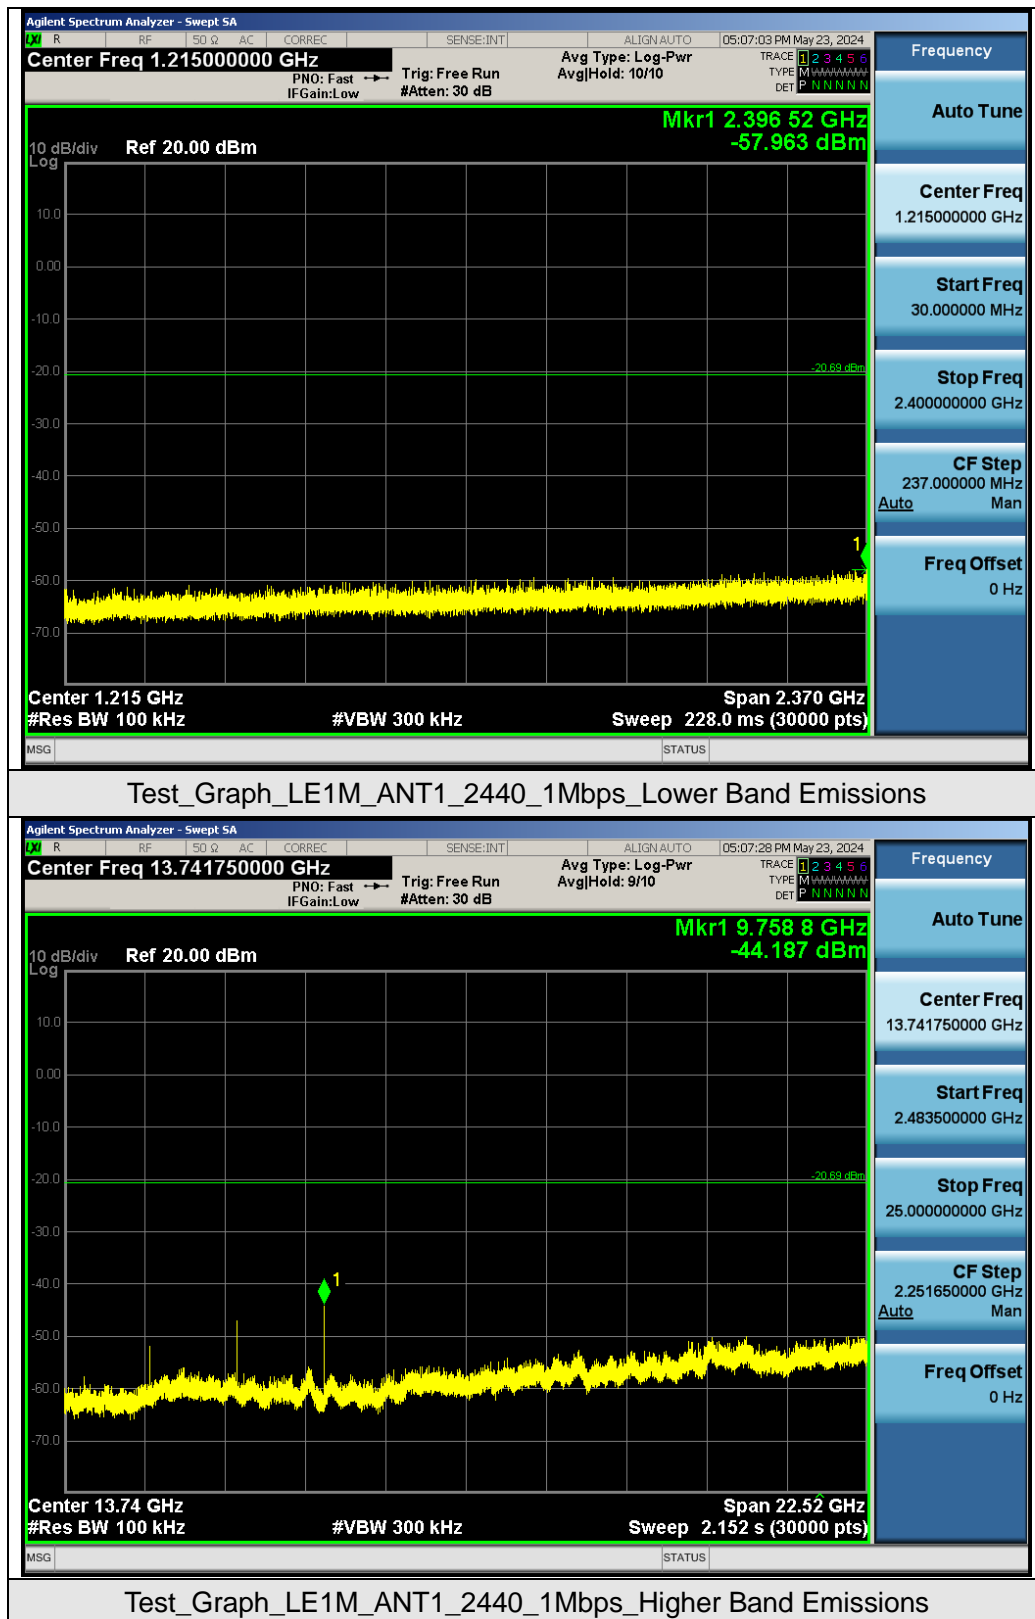 Agilent Spectrum Analyzer - Swept SA
LXI R RF 50 Ω AC CORREC SENSE:INT ALIGN AUTO 05:07:03 PM May 23, 2024
Center Freq 1.215000000 GHz
PNO: Fast
IFGain:Low
Trig: Free Run
#Atten: 30 dB
Avg Type: Log-Pwr
Avg|Hold: 10/10
TRACE 1 2 3 4 5 6
TYPE M
DET P N N N N N
Mkr1 2.396 52 GHz
-57.963 dBm
10 dB/div Ref 20.00 dBm
Log
10.0
0.00
-10.0
-20.0
-20.69 dBm
-30.0
-40.0
-50.0
1
-60.0
-70.0
Center 1.215 GHz Span 2.370 GHz
#Res BW 100 kHz #VBW 300 kHz Sweep 228.0 ms (30000 pts)
MSG STATUS
Frequency
Auto Tune
Center Freq
1.215000000 GHz
Start Freq
30.000000 MHz
Stop Freq
2.400000000 GHz
CF Step
237.000000 MHz
Auto Man
Freq Offset
0 Hz
Test_Graph_LE1M_ANT1_2440_1Mbps_Lower Band Emissions
Agilent Spectrum Analyzer - Swept SA
LXI R RF 50 Ω AC CORREC SENSE:INT ALIGN AUTO 05:07:28 PM May 23, 2024
Center Freq 13.741750000 GHz
PNO: Fast
IFGain:Low
Trig: Free Run
#Atten: 30 dB
Avg Type: Log-Pwr
Avg|Hold: 9/10
TRACE 1 2 3 4 5 6
TYPE M
DET P N N N N N
Mkr1 9.758 8 GHz
-44.187 dBm
10 dB/div Ref 20.00 dBm
Log
10.0
0.00
-10.0
-20.0
-20.69 dBm
-30.0
-40.0
1
-50.0
-60.0
-70.0
Center 13.74 GHz Span 22.52 GHz
#Res BW 100 kHz #VBW 300 kHz Sweep 2.152 s (30000 pts)
MSG STATUS
Frequency
Auto Tune
Center Freq
13.741750000 GHz
Start Freq
2.483500000 GHz
Stop Freq
25.000000000 GHz
CF Step
2.251650000 GHz
Auto Man
Freq Offset
0 Hz
Test_Graph_LE1M_ANT1_2440_1Mbps_Higher Band Emissions